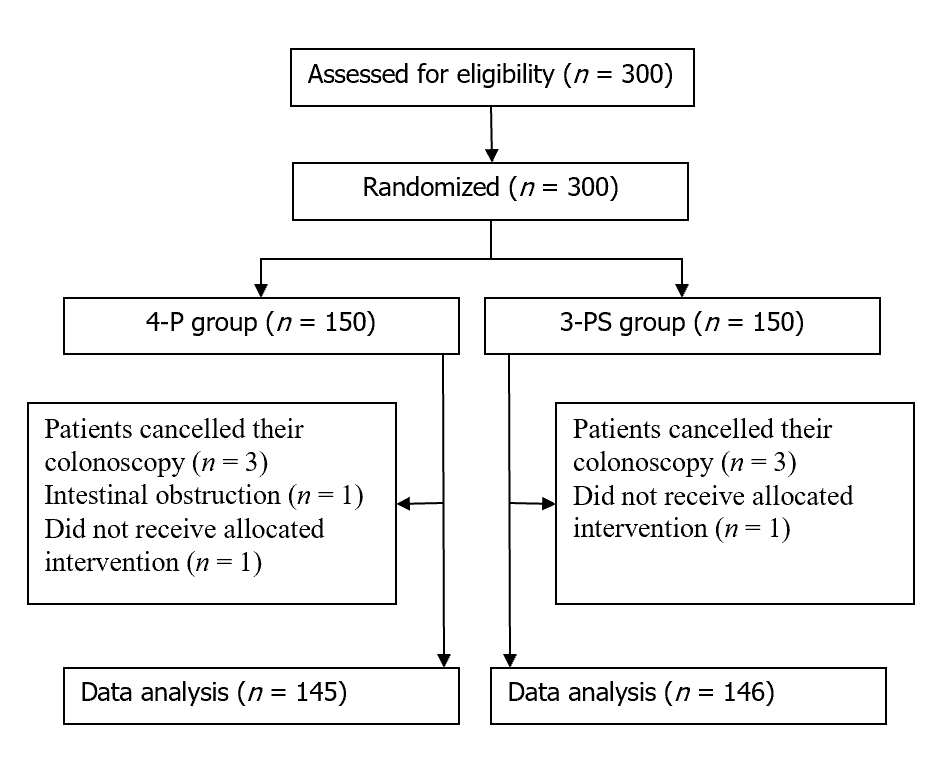 Assessed for eligibility (n = 300)
Randomized (n = 300)
4-P group (n = 150)
3-PS group (n = 150)
Patients cancelled their
colonoscopy (n = 3)
Intestinal obstruction (n = 1)
Did not receive allocated
intervention (n = 1)
Patients cancelled their
colonoscopy (n = 3)
Did not receive allocated
intervention (n = 1)
Data analysis (n = 145)
Data analysis (n = 146)